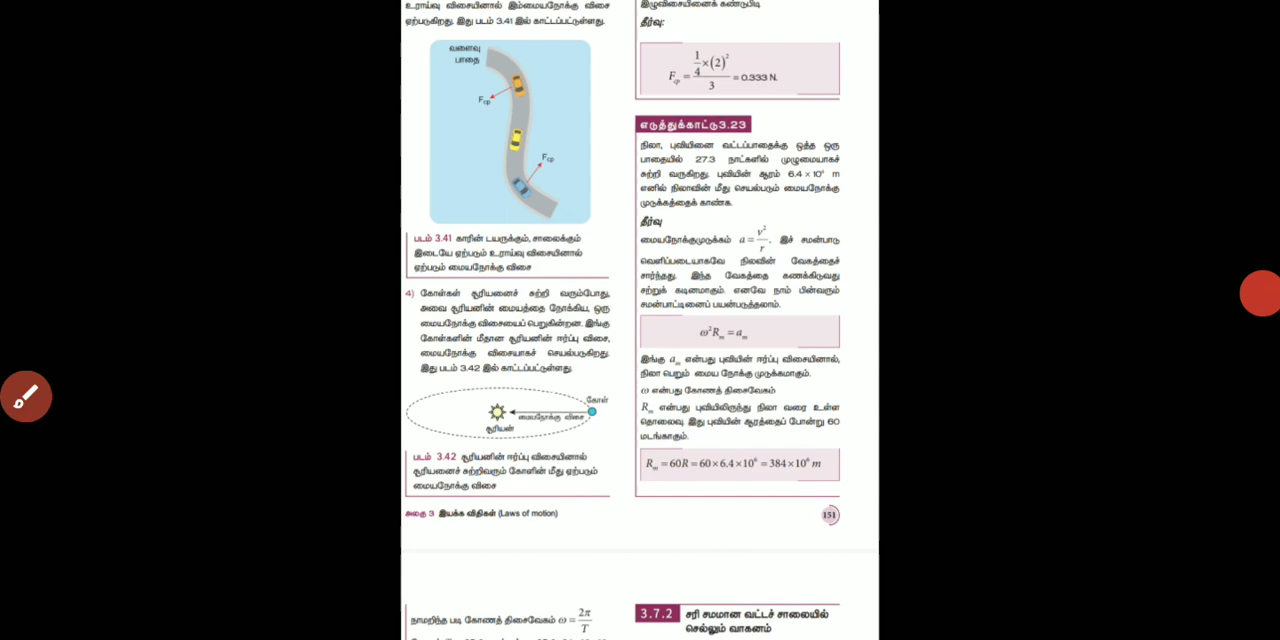 உராய்வு விசையினால் இம்மையநோக்கு விசை
ஏற்படுகிறது. இது படம் 3.41 இல் காட்டப்பட்டுள்ளது.
வளைவு
பாதை
Fcp
Fcp
படம் 3.41 காரின் டயருக்கும், சாலைக்கும்
இடையே ஏற்படும் உராய்வு விசையினால்
ஏற்படும் மையநோக்கு விசை
4) கோள்கள் சூரியனைச் சுற்றி வரும்போது,
அவை சூரியனின் மையத்தை நோக்கிய, ஒரு
மையநோக்கு விசையைப் பெறுகின்றன. இங்கு
கோள்களின் மீதான சூரியனின் ஈர்ப்பு விசை,
மையநோக்கு விசையாகச் செயல்படுகிறது.
இது படம் 3.42 இல் காட்டப்பட்டுள்ளது.
கோள்
மையநோக்கு விசை
சூரியன்
படம் 3.42 சூரியனின் ஈர்ப்பு விசையினால்
சூரியனைச் சுற்றிவரும் கோளின் மீது ஏற்படும்
மையநோக்கு விசை
அலகு 3 இயக்க விதிகள் (Laws of motion)
இழுவிசையினைக் கண்டுபிடி
தீர்வு:
F_cp = (1/4 × (2)²) / 3 = 0.333 N.
எடுத்துக்காட்டு 3.23
நிலா, புவியினை வட்டப்பாதைக்கு ஒத்த ஒரு
பாதையில் 27.3 நாட்களில் முழுமையாகச்
சுற்றி வருகிறது. புவியின் ஆரம் 6.4 × 10⁶ m
எனில் நிலாவின் மீது செயல்படும் மையநோக்கு
முடுக்கத்தைக் காண்க.
தீர்வு
மையநோக்குமுடுக்கம் a = v²/r. இச் சமன்பாடு
வெளிப்படையாகவே நிலவின் வேகத்தைச்
சார்ந்தது. இந்த வேகத்தை கணக்கிடுவது
சற்றுக் கடினமாகும். எனவே நாம் பின்வரும்
சமன்பாட்டினைப் பயன்படுத்தலாம்.
ω²R_m = a_m
இங்கு a_m என்பது புவியின் ஈர்ப்பு விசையினால்,
நிலா பெறும் மைய நோக்கு முடுக்கமாகும்.
ω என்பது கோணத் திசைவேகம்
R_m என்பது புவியிலிருந்து நிலா வரை உள்ள
தொலைவு. இது புவியின் ஆரத்தைப் போன்று 60
மடங்காகும்.
R_m = 60R = 60 × 6.4 × 10⁶ = 384 × 10⁶ m
151
நாமறிந்த படி கோணத் திசைவேகம் ω = 2π/T
3.7.2 சரி சமமான வட்டச் சாலையில்
செல்லும் வாகனம்